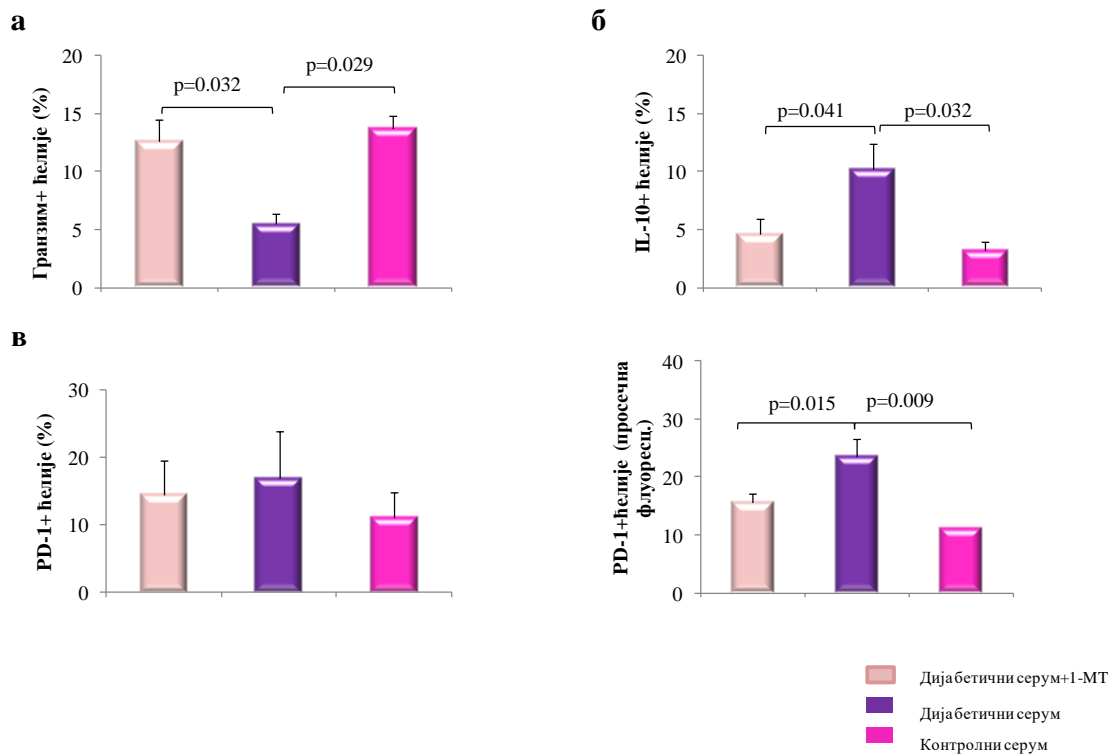 а
20
15
10
5
0
Гранзим+ ћелије (%)
p=0.032
p=0.029
б
20
15
10
5
0
IL-10+ ћелије (%)
p=0.041
p=0.032
в
30
20
10
0
PD-1+ ћелије (%)
40
30
20
10
0
PD-1+ћелије (просечна
флуоресц.)
p=0.015
p=0.009
Дијабетични серум+1-МТ
Дијабетични серум
Контролни серум